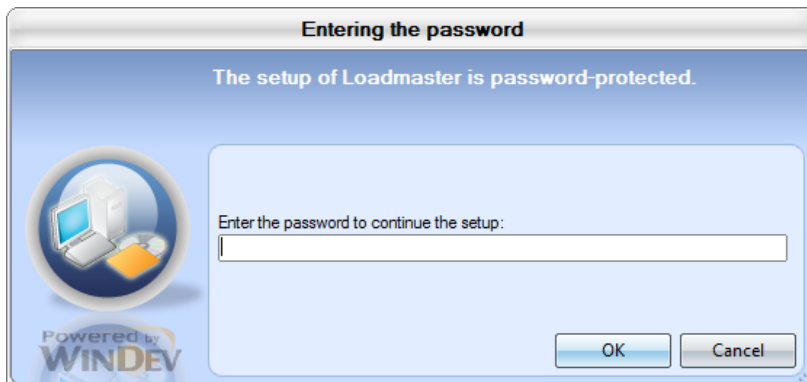 Entering the password
The setup of Loadmaster is password-protected.
Enter the password to continue the setup:
Powered by
WINDEV
OK
Cancel